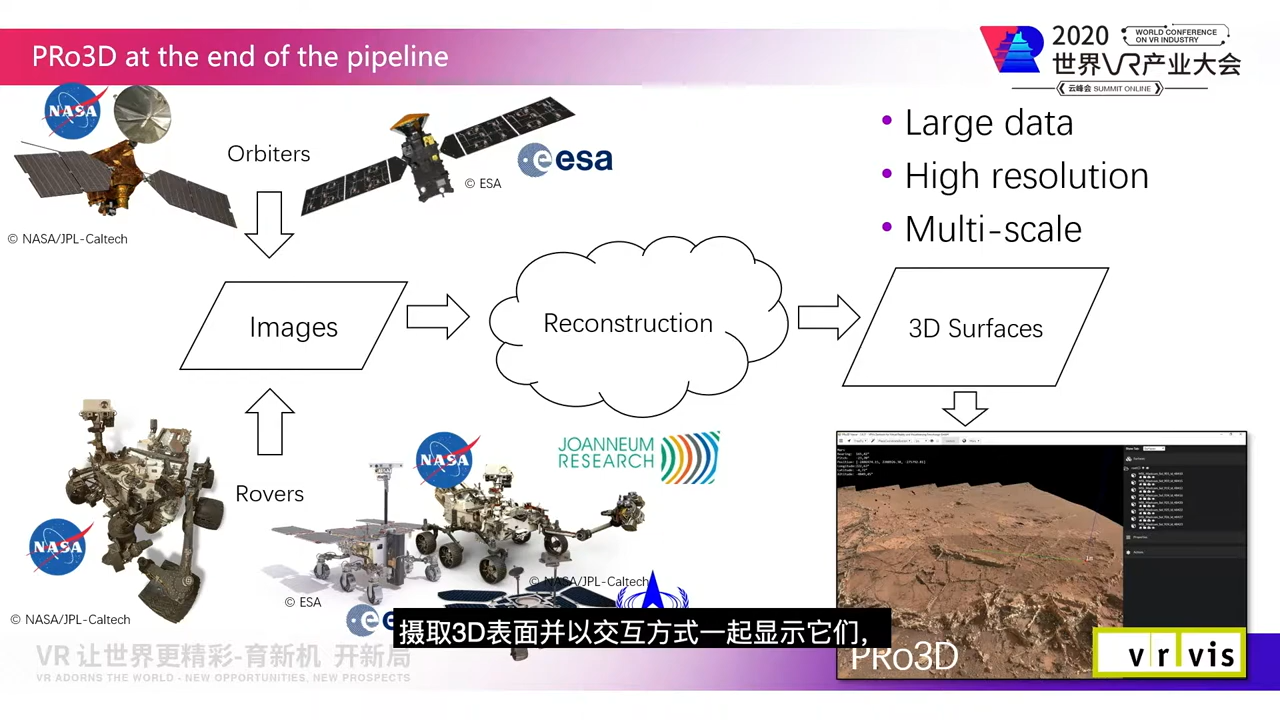 PRo3D at the end of the pipeline
2020
WORLD CONFERENCE
ON VR INDUSTRY
世界VR产业大会
云峰会 SUMMIT ONLINE
NASA
Orbiters
esa
© ESA
© NASA/JPL-Caltech
• Large data
• High resolution
• Multi-scale
Images
Reconstruction
3D Surfaces
NASA
JOANNEUM
RESEARCH
Rovers
NASA
© NASA/JPL-Caltech
© ESA
© NASA/JPL-Caltech
摄取3D表面并以交互方式一起显示它们，
PRo3D
vrvis
VR 让世界更精彩-育新机 开新局
VR ADORNS THE WORLD - NEW OPPORTUNITIES, NEW PROSPECTS